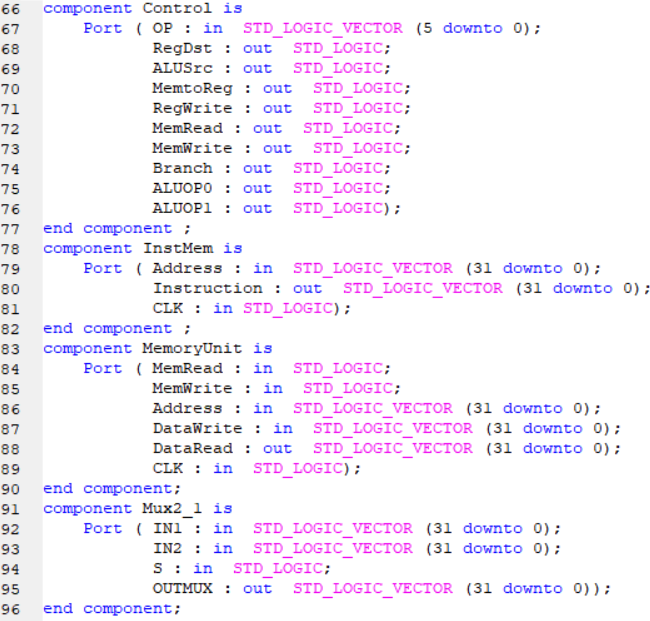 66 component Control is
67 Port ( OP : in STD_LOGIC_VECTOR (5 downto 0);
68 RegDst : out STD_LOGIC;
69 ALUSrc : out STD_LOGIC;
70 MemtoReg : out STD_LOGIC;
71 RegWrite : out STD_LOGIC;
72 MemRead : out STD_LOGIC;
73 MemWrite : out STD_LOGIC;
74 Branch : out STD_LOGIC;
75 ALUOP0 : out STD_LOGIC;
76 ALUOP1 : out STD_LOGIC);
77 end component ;
78 component InstMem is
79 Port ( Address : in STD_LOGIC_VECTOR (31 downto 0);
80 Instruction : out STD_LOGIC_VECTOR (31 downto 0);
81 CLK : in STD_LOGIC);
82 end component ;
83 component MemoryUnit is
84 Port ( MemRead : in STD_LOGIC;
85 MemWrite : in STD_LOGIC;
86 Address : in STD_LOGIC_VECTOR (31 downto 0);
87 DataWrite : in STD_LOGIC_VECTOR (31 downto 0);
88 DataRead : out STD_LOGIC_VECTOR (31 downto 0);
89 CLK : in STD_LOGIC);
90 end component;
91 component Mux2_1 is
92 Port ( IN1 : in STD_LOGIC_VECTOR (31 downto 0);
93 IN2 : in STD_LOGIC_VECTOR (31 downto 0);
94 S : in STD_LOGIC;
95 OUTMUX : out STD_LOGIC_VECTOR (31 downto 0));
96 end component;